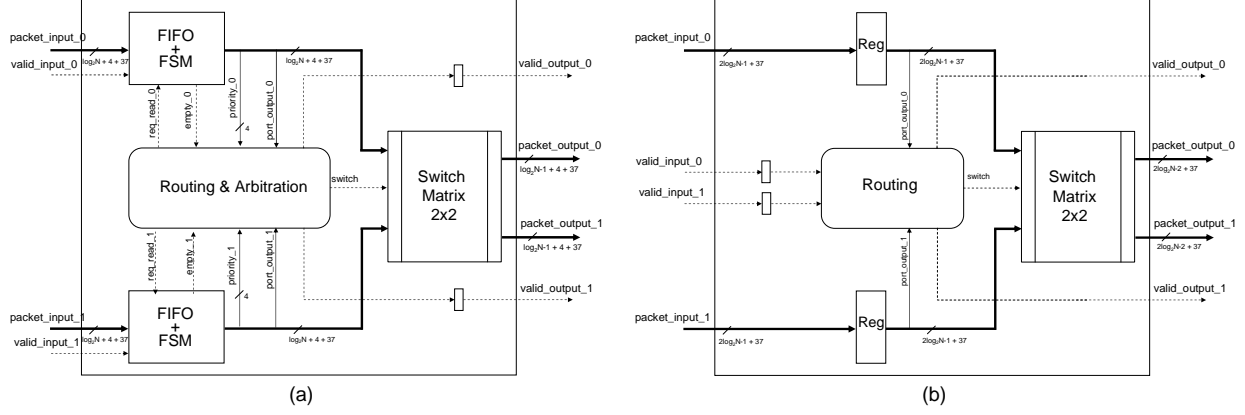 packet_input_0
log2N + 4 + 37
valid_input_0
FIFO
+
FSM
log2N + 4 + 37
req_read_0
empty_0
priority_0
4
port_output_0
valid_output_0
Routing & Arbitration
switch
Switch
Matrix
2x2
packet_output_0
log2N-1 + 4 + 37
packet_output_1
log2N-1 + 4 + 37
req_read_1
empty_1
priority_1
4
port_output_1
valid_output_1
packet_input_1
log2N + 4 + 37
valid_input_1
FIFO
+
FSM
log2N + 4 + 37
(a)
packet_input_0
2log2N-1 + 37
Reg
2log2N-1 + 37
valid_output_0
port_output_0
valid_input_0
valid_input_1
Routing
switch
Switch
Matrix
2x2
packet_output_0
2log2N-2 + 37
packet_output_1
2log2N-2 + 37
port_output_1
valid_output_1
packet_input_1
2log2N-1 + 37
Reg
2log2N-1 + 37
(b)